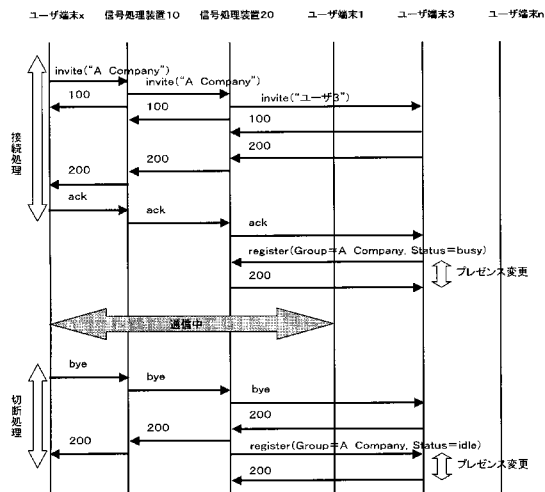 ユーザ端末x 信号処理装置10 信号処理装置20 ユーザ端末1 ユーザ端末3 ユーザ端末n
invite("A Company")
invite("A Company")
100
100
invite("ユーザ3")
100
200
200
200
接続処理
ack
ack
ack
register(Group=A Company, Status=busy)
200
プレゼンス変更
通信中
bye
bye
bye
200
200
200
切断処理
register(Group=A Company, Status=idle)
200
プレゼンス変更